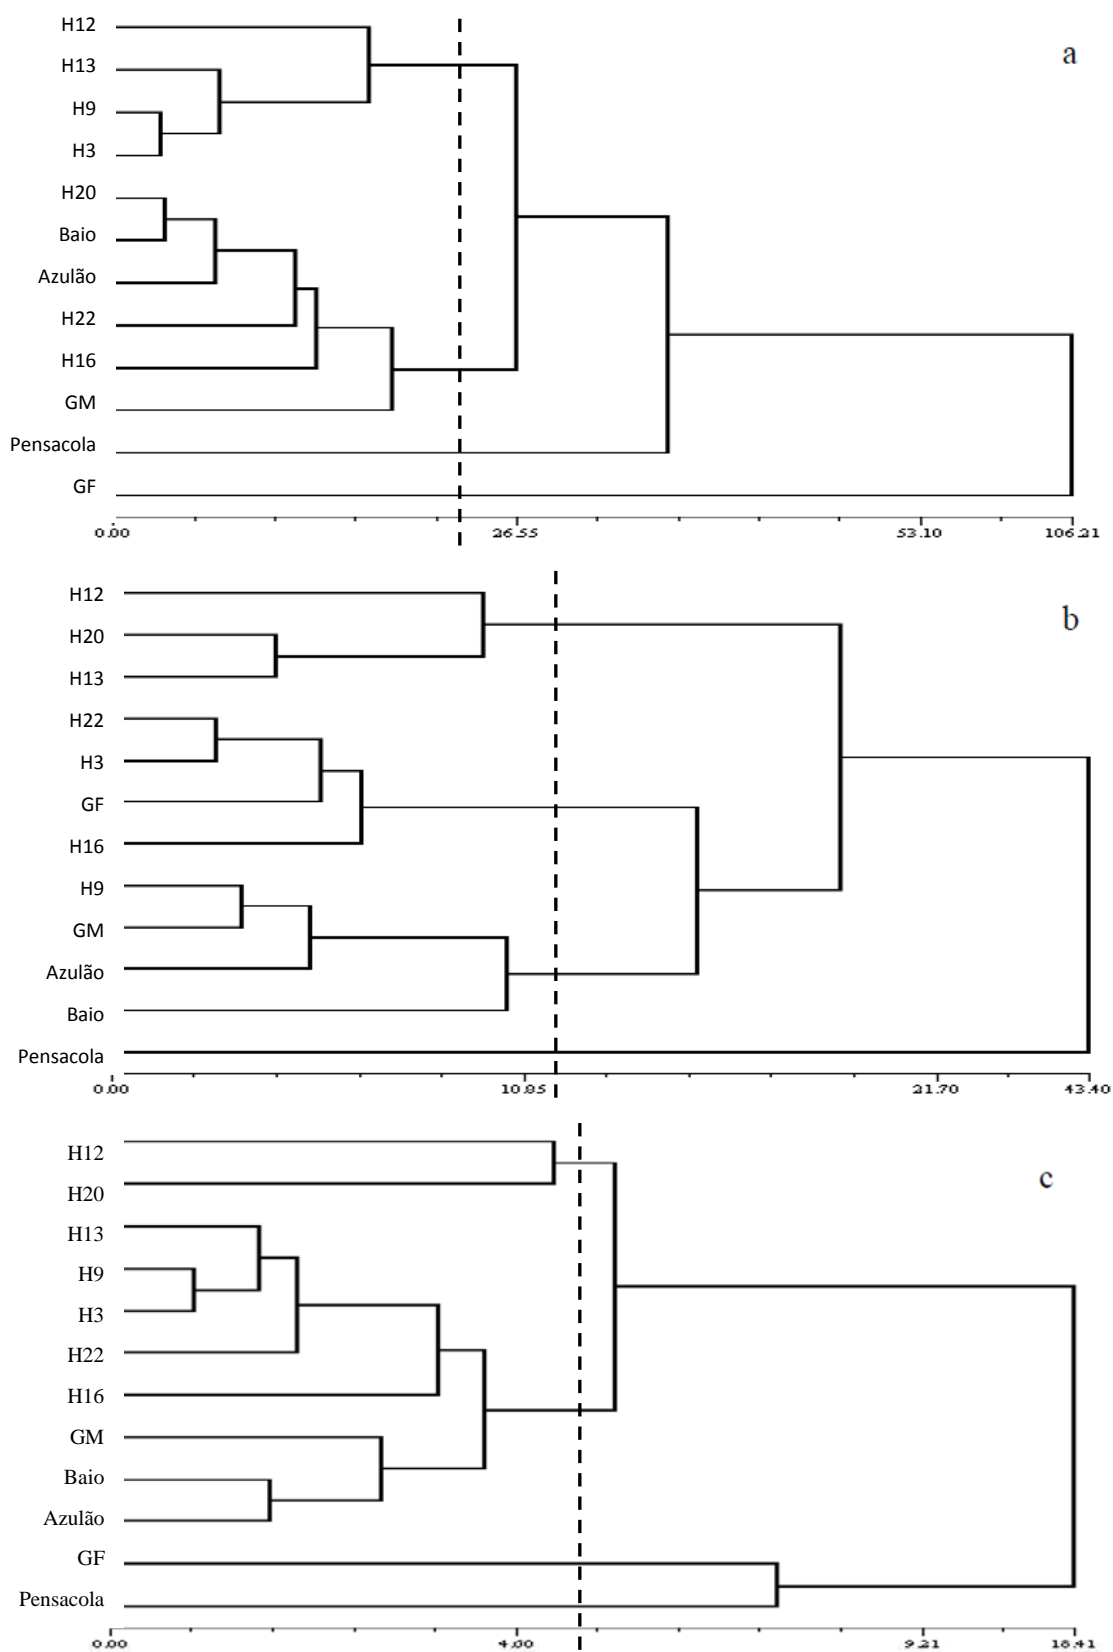 a
H12
H13
H9
H3
H20
Baio
Azulão
H22
H16
GM
Pensacola
GF
0.00 26.55 53.10 106.21
b
H12
H20
H13
H22
H3
GF
H16
H9
GM
Azulão
Baio
Pensacola
0.00 10.85 21.70 43.40
c
H12
H20
H13
H9
H3
H22
H16
GM
Baio
Azulão
GF
Pensacola
0.00 9.21 18.41